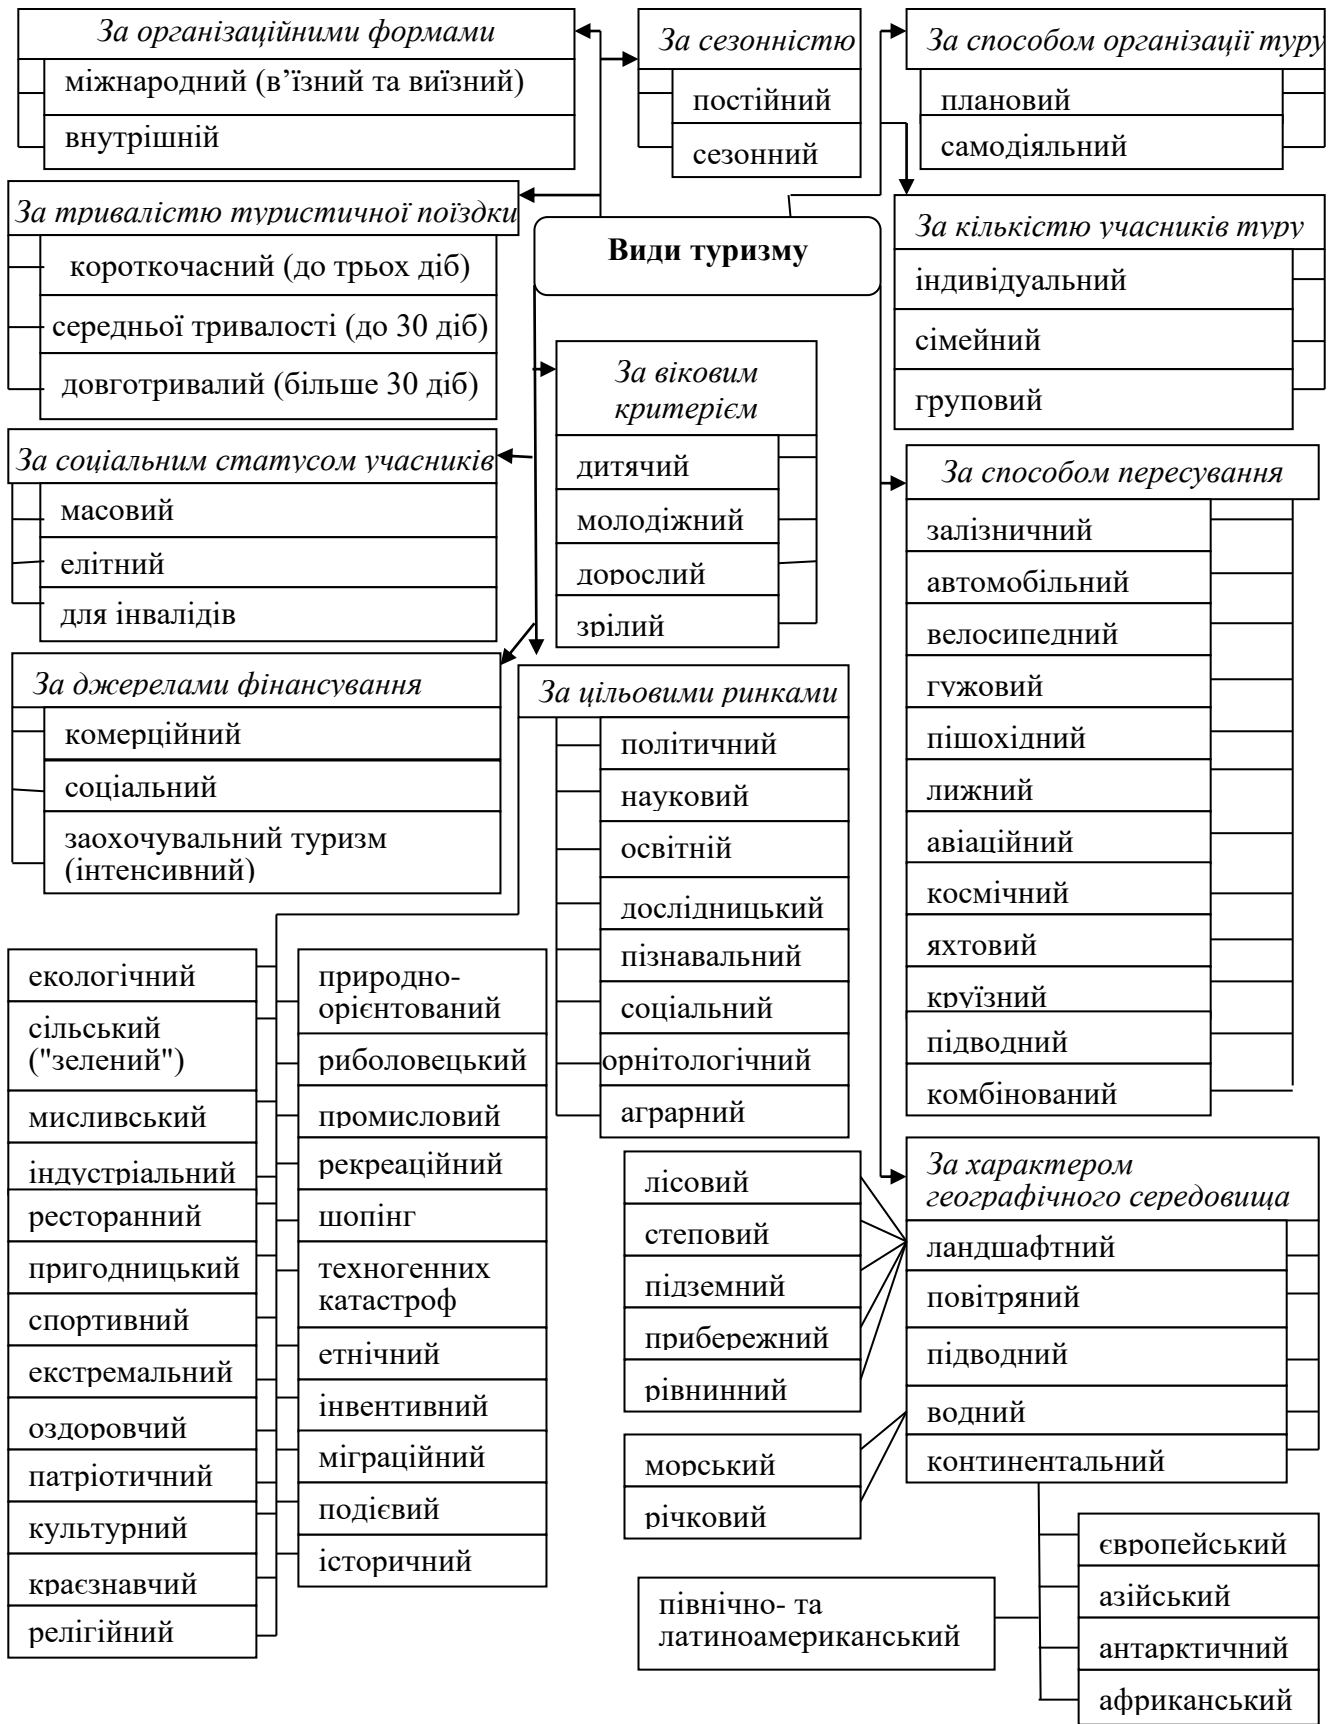 За організаційними формами
міжнародний (в’їзний та виїзний)
внутрішній
За сезонністю
постійний
сезонний
За способом організації туру
плановий
самодіяльний
За тривалістю туристичної поїздки
короткочасний (до трьох діб)
середньої тривалості (до 30 діб)
довготривалий (більше 30 діб)
Види туризму
За кількістю учасників туру
індивідуальний
сімейний
груповий
За віковим
критерієм
дитячий
молодіжний
дорослий
зрілий
За соціальним статусом учасників
масовий
елітний
для інвалідів
За способом пересування
залізничний
автомобільний
велосипедний
гужовий
пішохідний
лижний
авіаційний
космічний
яхтовий
круїзний
підводний
комбінований
За джерелами фінансування
комерційний
соціальний
заохочувальний туризм
(інтенсивний)
За цільовими ринками
політичний
науковий
освітній
дослідницький
пізнавальний
соціальний
орнітологічний
аграрний
екологічний
сільський
("зелений")
мисливський
індустріальний
ресторанний
пригодницький
спортивний
екстремальний
оздоровчий
патріотичний
культурний
краєзнавчий
релігійний
природно-
орієнтований
риболовецький
промисловий
рекреаційний
шопінг
техногенних
катастроф
етнічний
інвентивний
міграційний
подієвий
історичний
За характером
географічного середовища
ландшафтний
повітряний
підводний
водний
континентальний
лісовий
степовий
підземний
прибережний
рівнинний
морський
річковий
європейський
азійський
антарктичний
африканський
північно- та
латиноамериканський